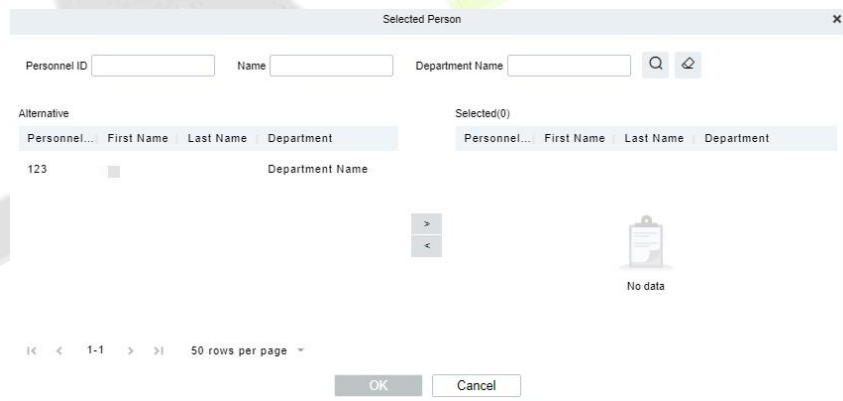 Selected Person ×
Personnel ID Name Department Name
Alternative
Selected(0)
Personnel... First Name Last Name Department
Personnel... First Name Last Name Department
123 Department Name
>
<
No data
1-1 50 rows per page
OK Cancel